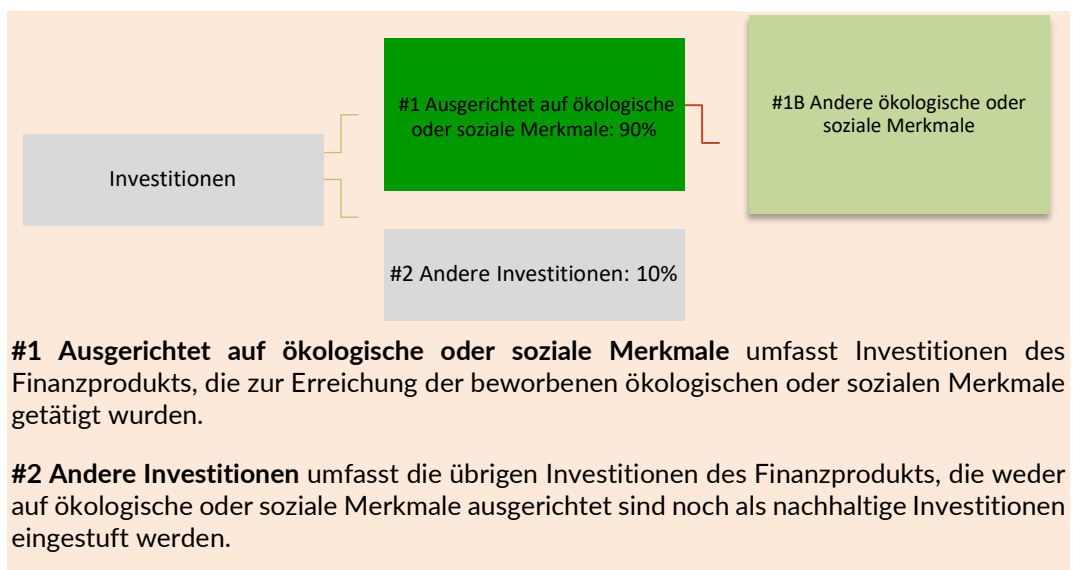 #1 Ausgerichtet auf ökologische
oder soziale Merkmale: 90%
#1B Andere ökologische oder
soziale Merkmale
Investitionen
#2 Andere Investitionen: 10%
#1 Ausgerichtet auf ökologische oder soziale Merkmale umfasst Investitionen des
Finanzprodukts, die zur Erreichung der beworbenen ökologischen oder sozialen Merkmale
getätigt wurden.
#2 Andere Investitionen umfasst die übrigen Investitionen des Finanzprodukts, die weder
auf ökologische oder soziale Merkmale ausgerichtet sind noch als nachhaltige Investitionen
eingestuft werden.